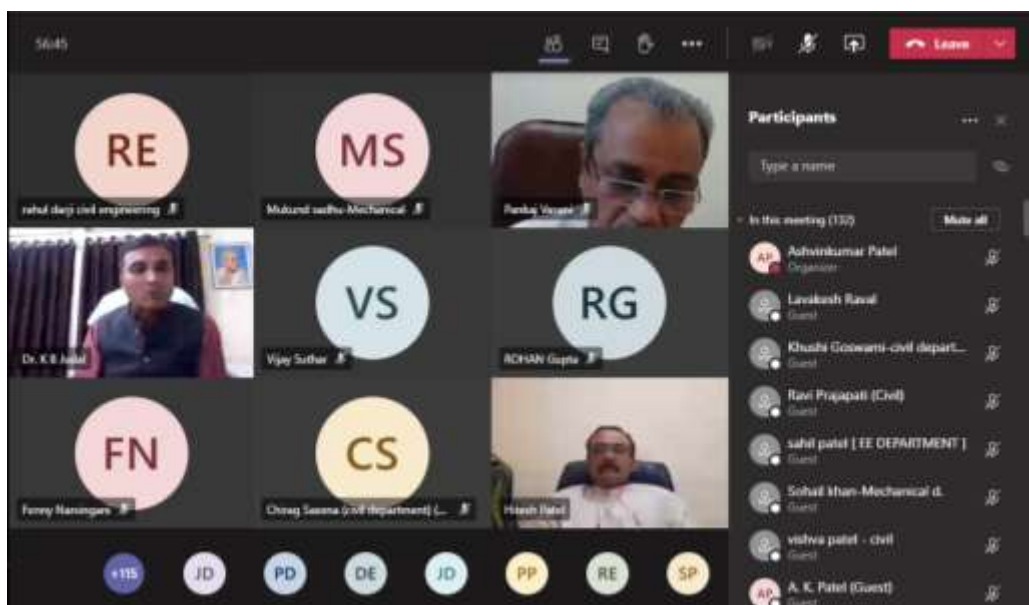 56:45
Leave
RE
rahul darji civil engineering
MS
Mukund sadhu-Mechanical
Pankaj Varani
Dr. K B Judal
VS
Vijay Suthar
RG
ROHAN Gupta
FN
Fenny
CS
Chirag Saxena (civil department) (...
Hitesh Patel
+115
JD
PD
DE
JD
PP
RE
SP
Participants
Type a name
In this meeting (132)
Mute all
AP
Ashvinkumar Patel
Organizer
Lavakesh Raval
Guest
Khushi Goswami-civil depart...
Guest
Ravi Prajapati (Civil)
Guest
sahil patel [ EE DEPARTMENT ]
Guest
Sohail khan-Mechanical d.
Guest
vishva patel - civil
Guest
AP
A. K. Patel (Guest)
Guest